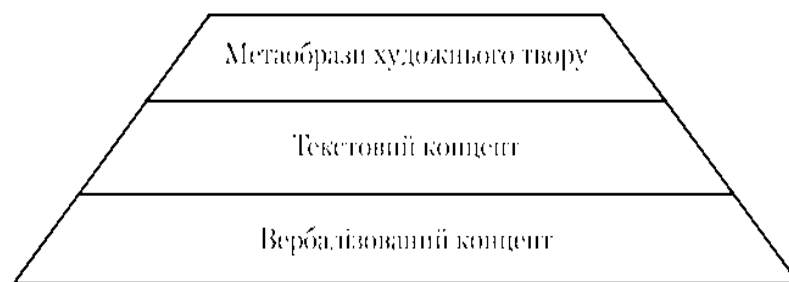 Метаобрази художнього твору
Текстовий концепт
Вербалізований концепт